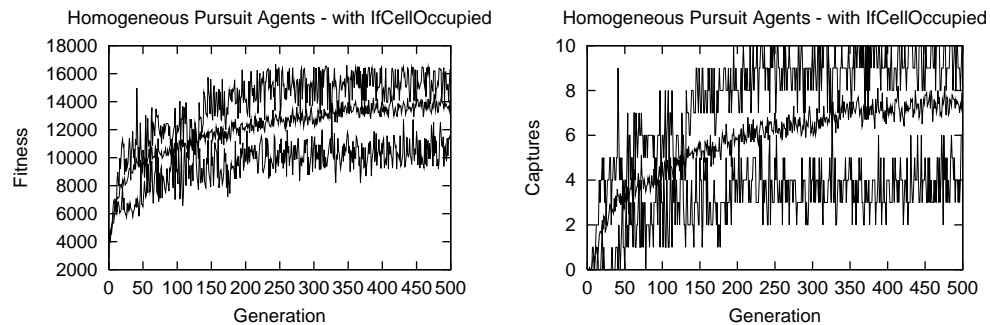 Homogeneous Pursuit Agents - with IfCellOccupied
18000
16000
14000
12000
10000
8000
6000
4000
2000
Fitness
0 50 100 150 200 250 300 350 400 450 500
Generation
Homogeneous Pursuit Agents - with IfCellOccupied
10
8
6
4
2
0
Captures
0 50 100 150 200 250 300 350 400 450 500
Generation